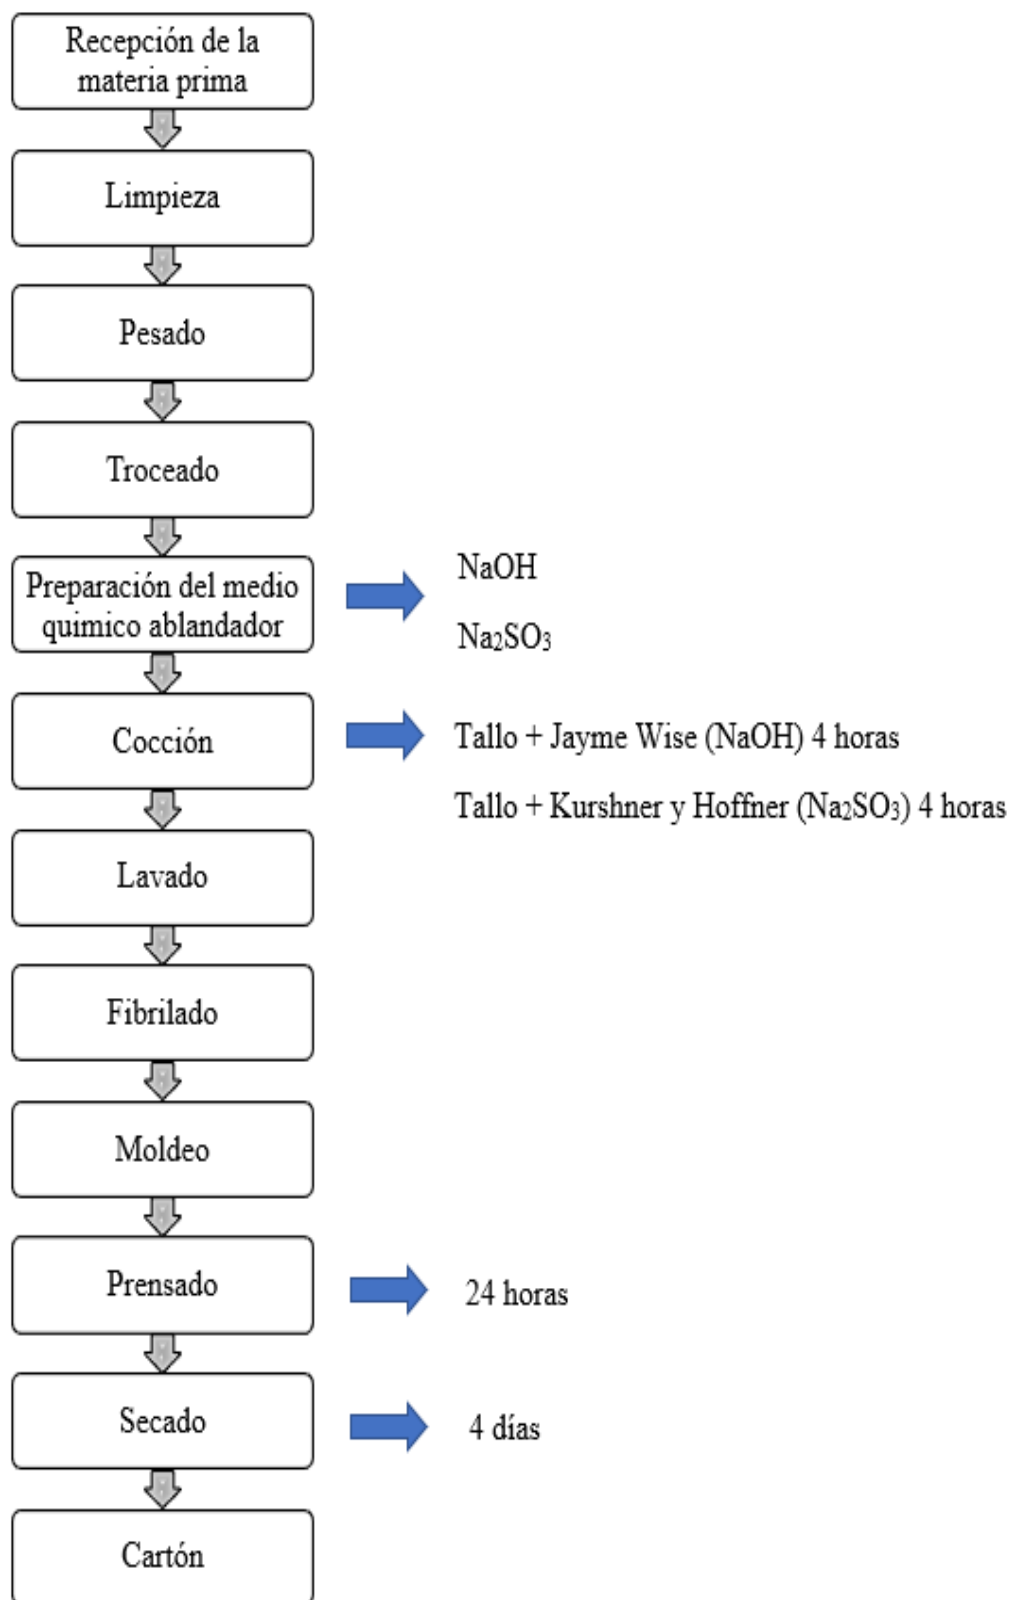 Recepción de la
materia prima
Limpieza
Pesado
Troceado
Preparación del medio
quimico ablandador
NaOH
Na₂SO₃
Cocción
Tallo + Jayme Wise (NaOH) 4 horas
Tallo + Kurshner y Hoffner (Na₂SO₃) 4 horas
Lavado
Fibrilado
Moldeo
Prensado
24 horas
Secado
4 días
Cartón